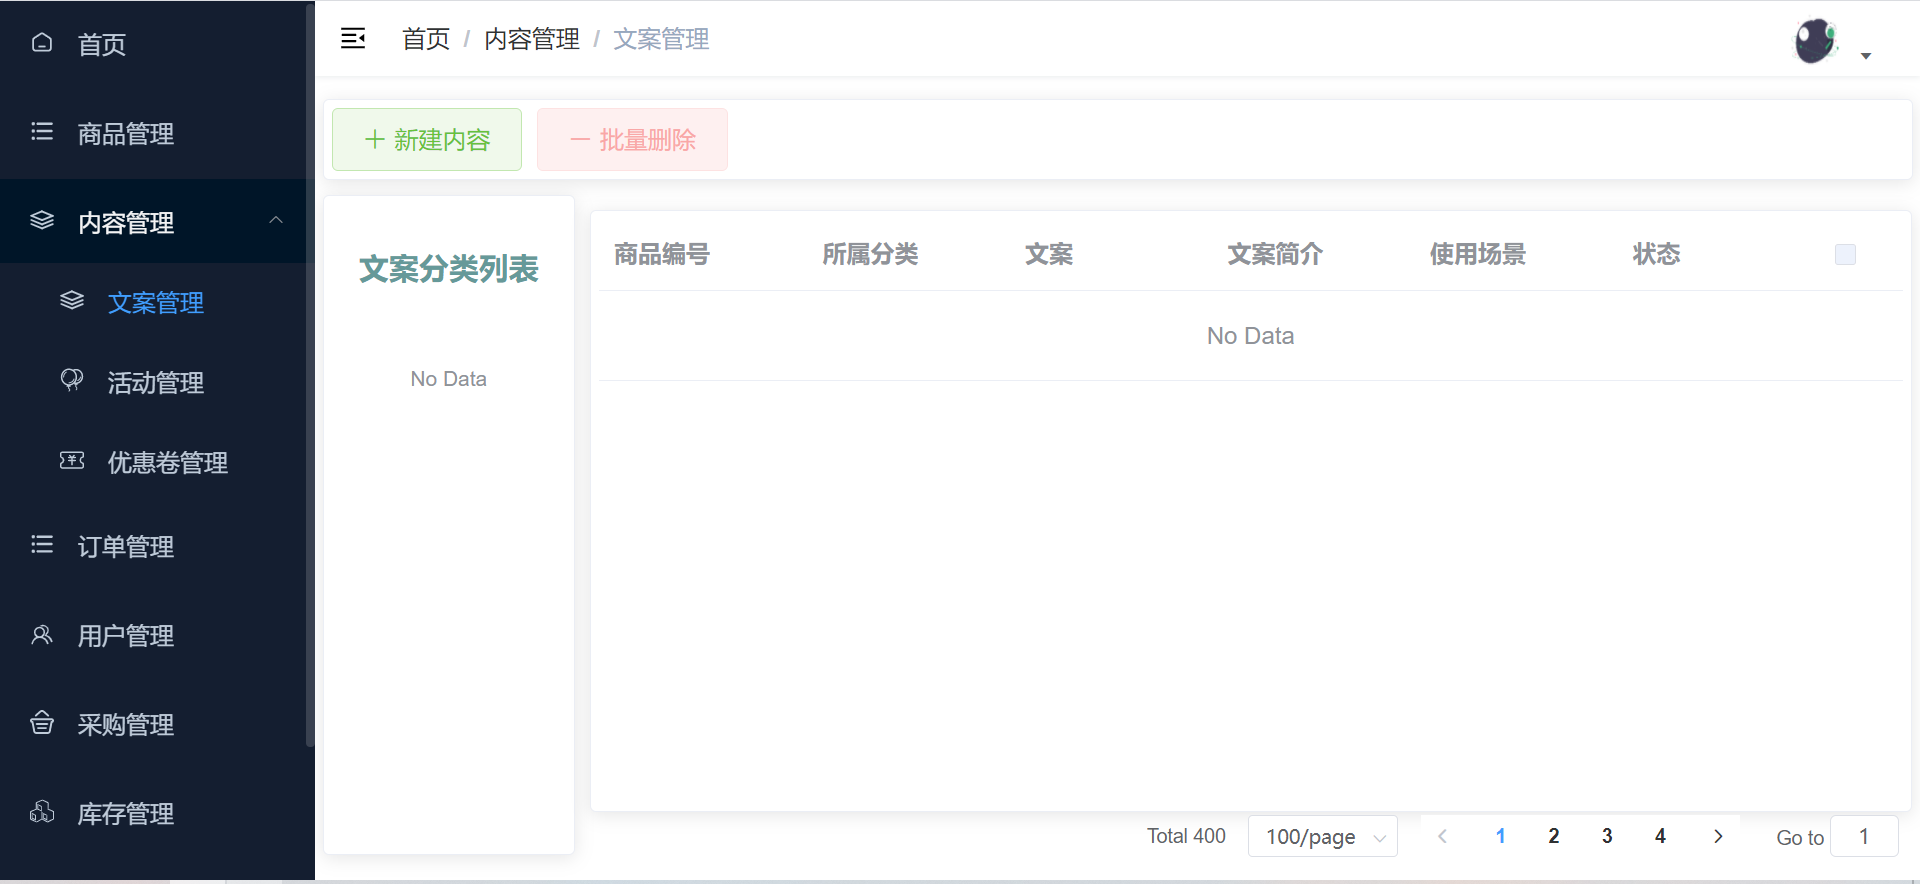 首页
商品管理
内容管理
文案管理
活动管理
优惠卷管理
订单管理
用户管理
采购管理
库存管理
首页 / 内容管理 / 文案管理
新建内容 批量删除
文案分类列表
No Data
商品编号 所属分类 文案 文案简介 使用场景 状态
No Data
Total 400 100/page 1 2 3 4 Go to 1